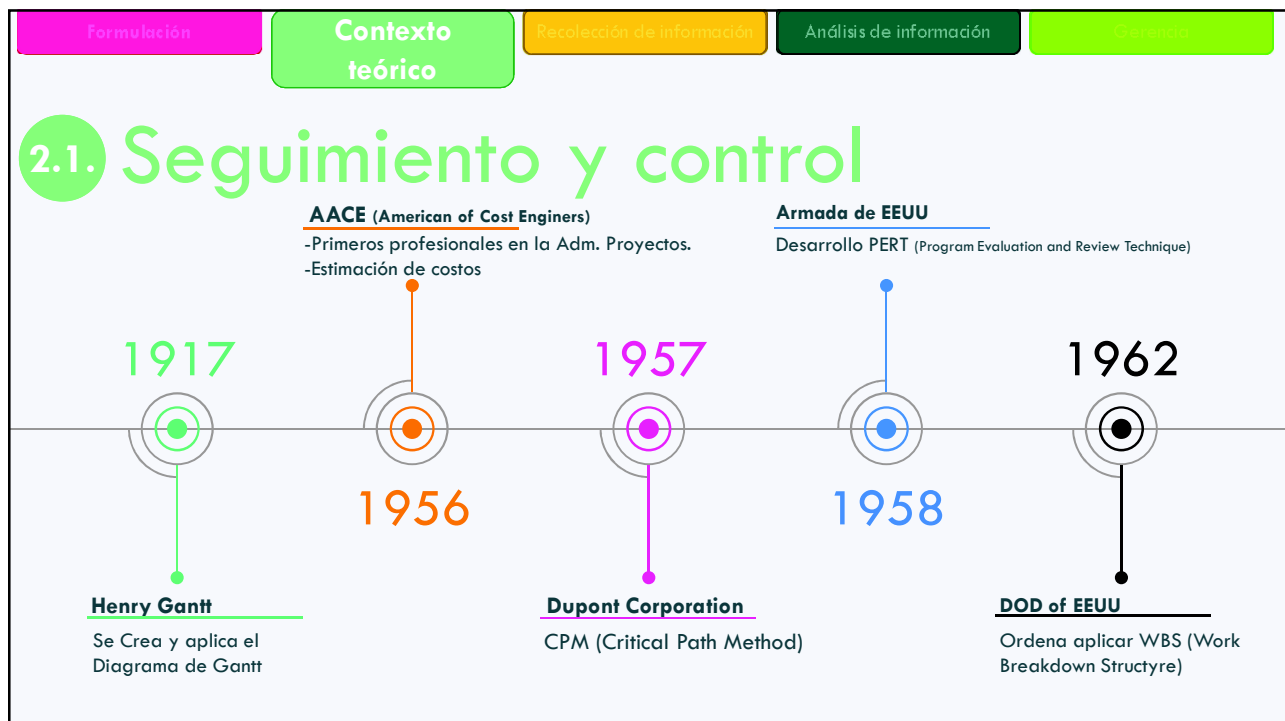 Formulación
Contexto
teórico
Recolección de información
Análisis de información
Gerencia
2.1. Seguimiento y control
AACE (American of Cost Enginers)
-Primeros profesionales en la Adm. Proyectos.
-Estimación de costos
Armada de EEUU
Desarrollo PERT (Program Evaluation and Review Technique)
1917
1956
1957
1958
1962
Henry Gantt
Se Crea y aplica el
Diagrama de Gantt
Dupont Corporation
CPM (Critical Path Method)
DOD of EEUU
Ordena aplicar WBS (Work
Breakdown Structyre)